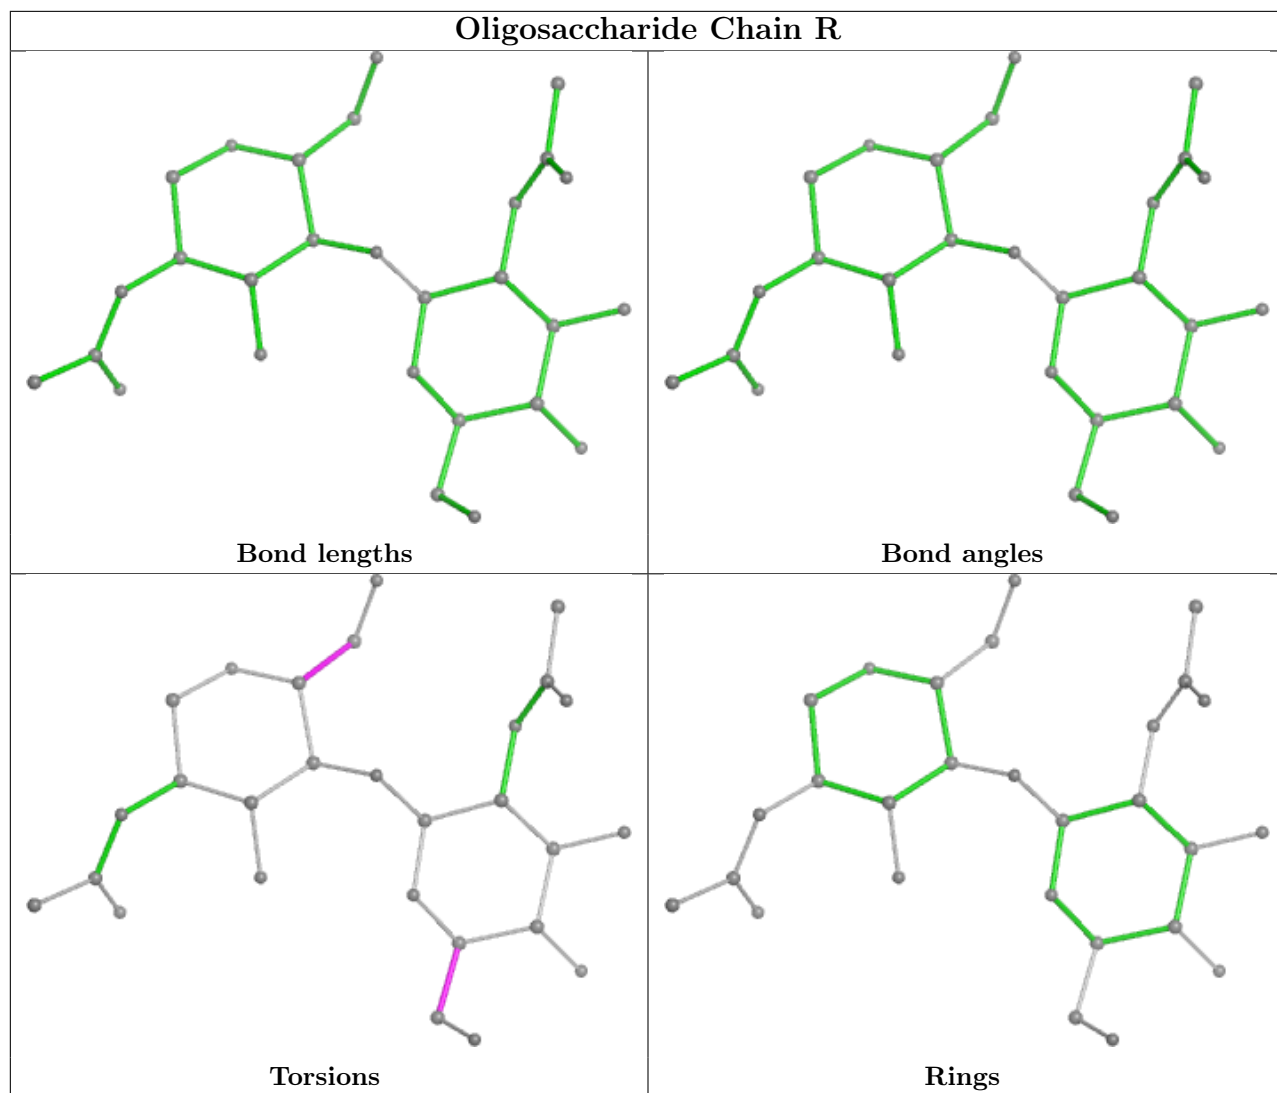 Oligosaccharide Chain R
Bond lengths
Bond angles
Torsions
Rings